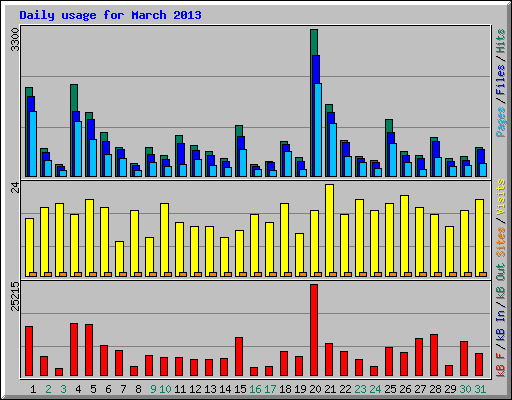 Daily usage for March 2013
3300
Pages / Files / Hits
24
Sites / Visits
25215
kB F / kB In / kB Out
1 2 3 4 5 6 7 8 9 10 11 12 13 14 15 16 17 18 19 20 21 22 23 24 25 26 27 28 29 30 31